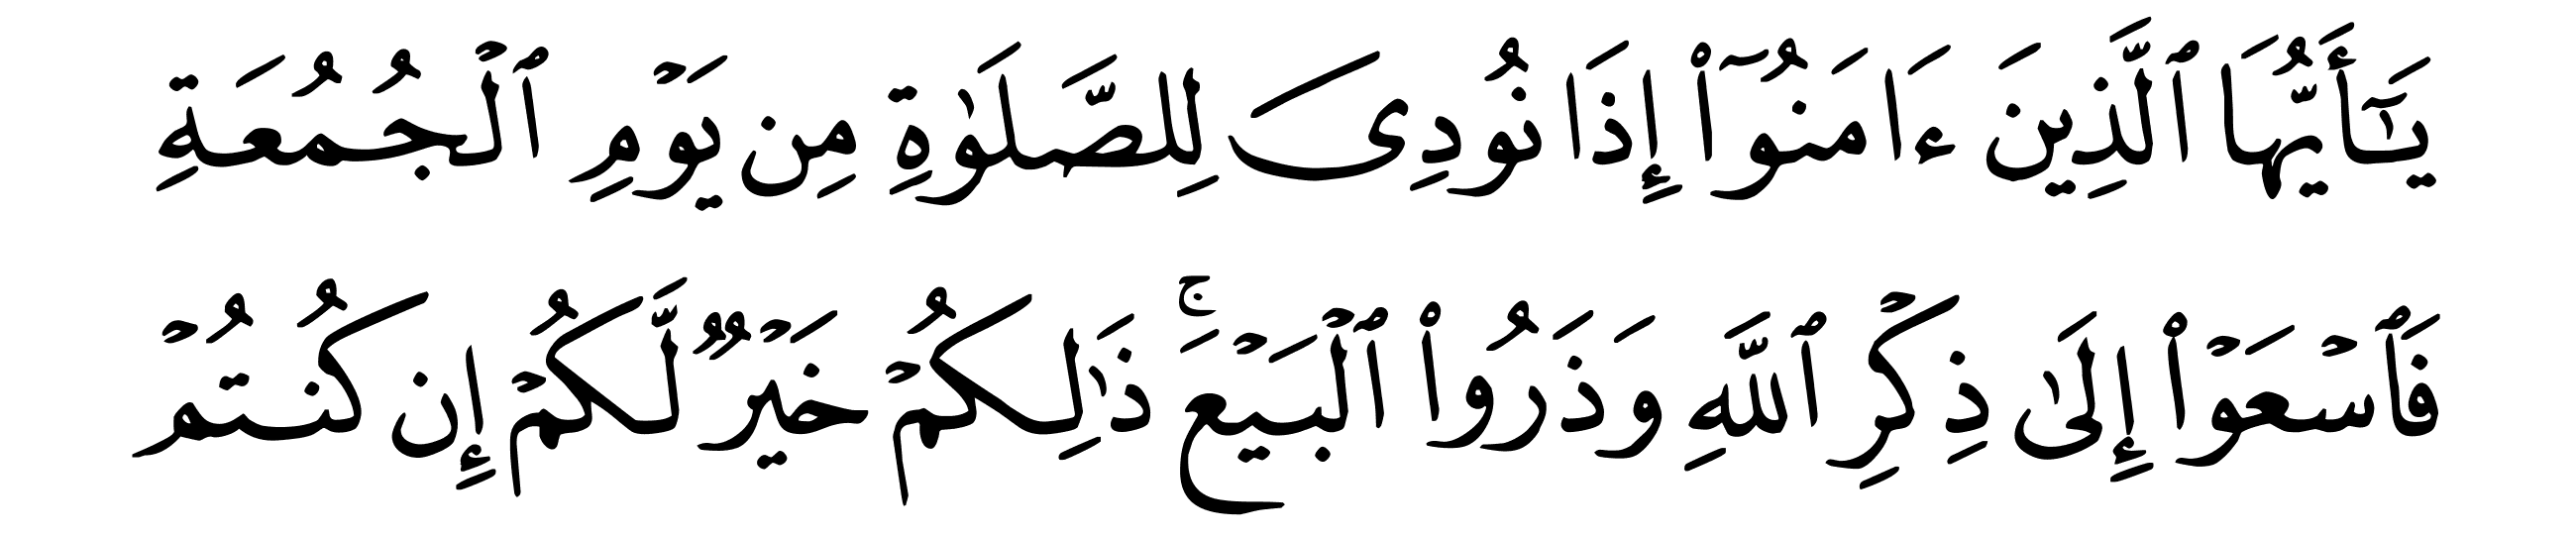 يَـٰٓأَيُّهَا ٱلَّذِينَ ءَامَنُوٓا۟ إِذَا نُودِىَ لِلصَّلَوٰةِ مِن يَوْمِ ٱلْجُمُعَةِ
فَٱسْعَوْا۟ إِلَىٰ ذِكْرِ ٱللَّهِ وَذَرُوا۟ ٱلْبَيْعَ ۚ ذَٰلِكُمْ خَيْرٌ لَّكُمْ إِن كُنتُمْ